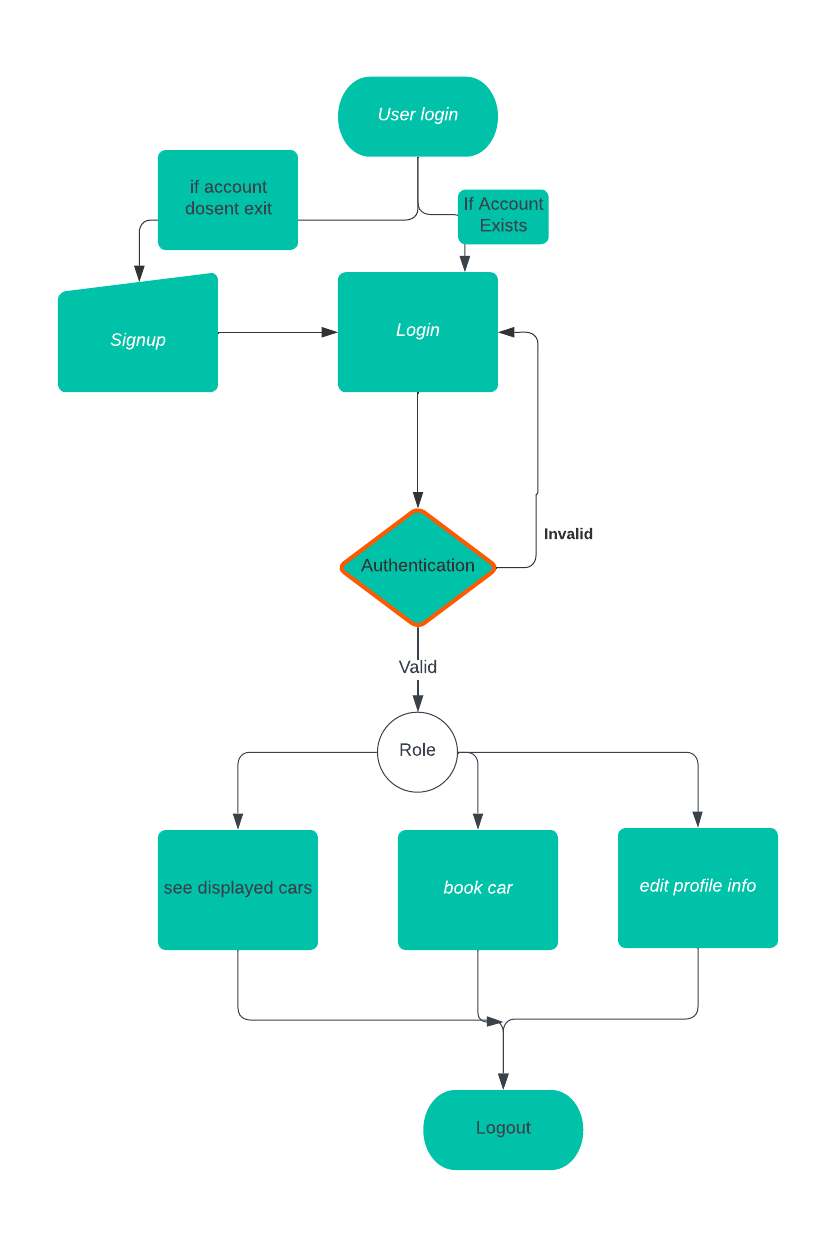 User login
if account
dosent exit
If Account
Exists
Signup
Login
Authentication
Invalid
Valid
Role
see displayed cars
book car
edit profile info
Logout